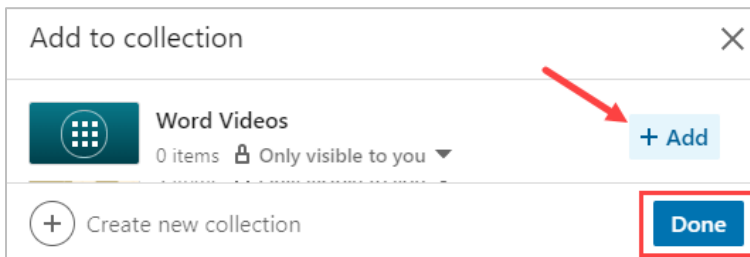 Add to collection
Word Videos
+ Add
0 items Only visible to you
Create new collection
Done